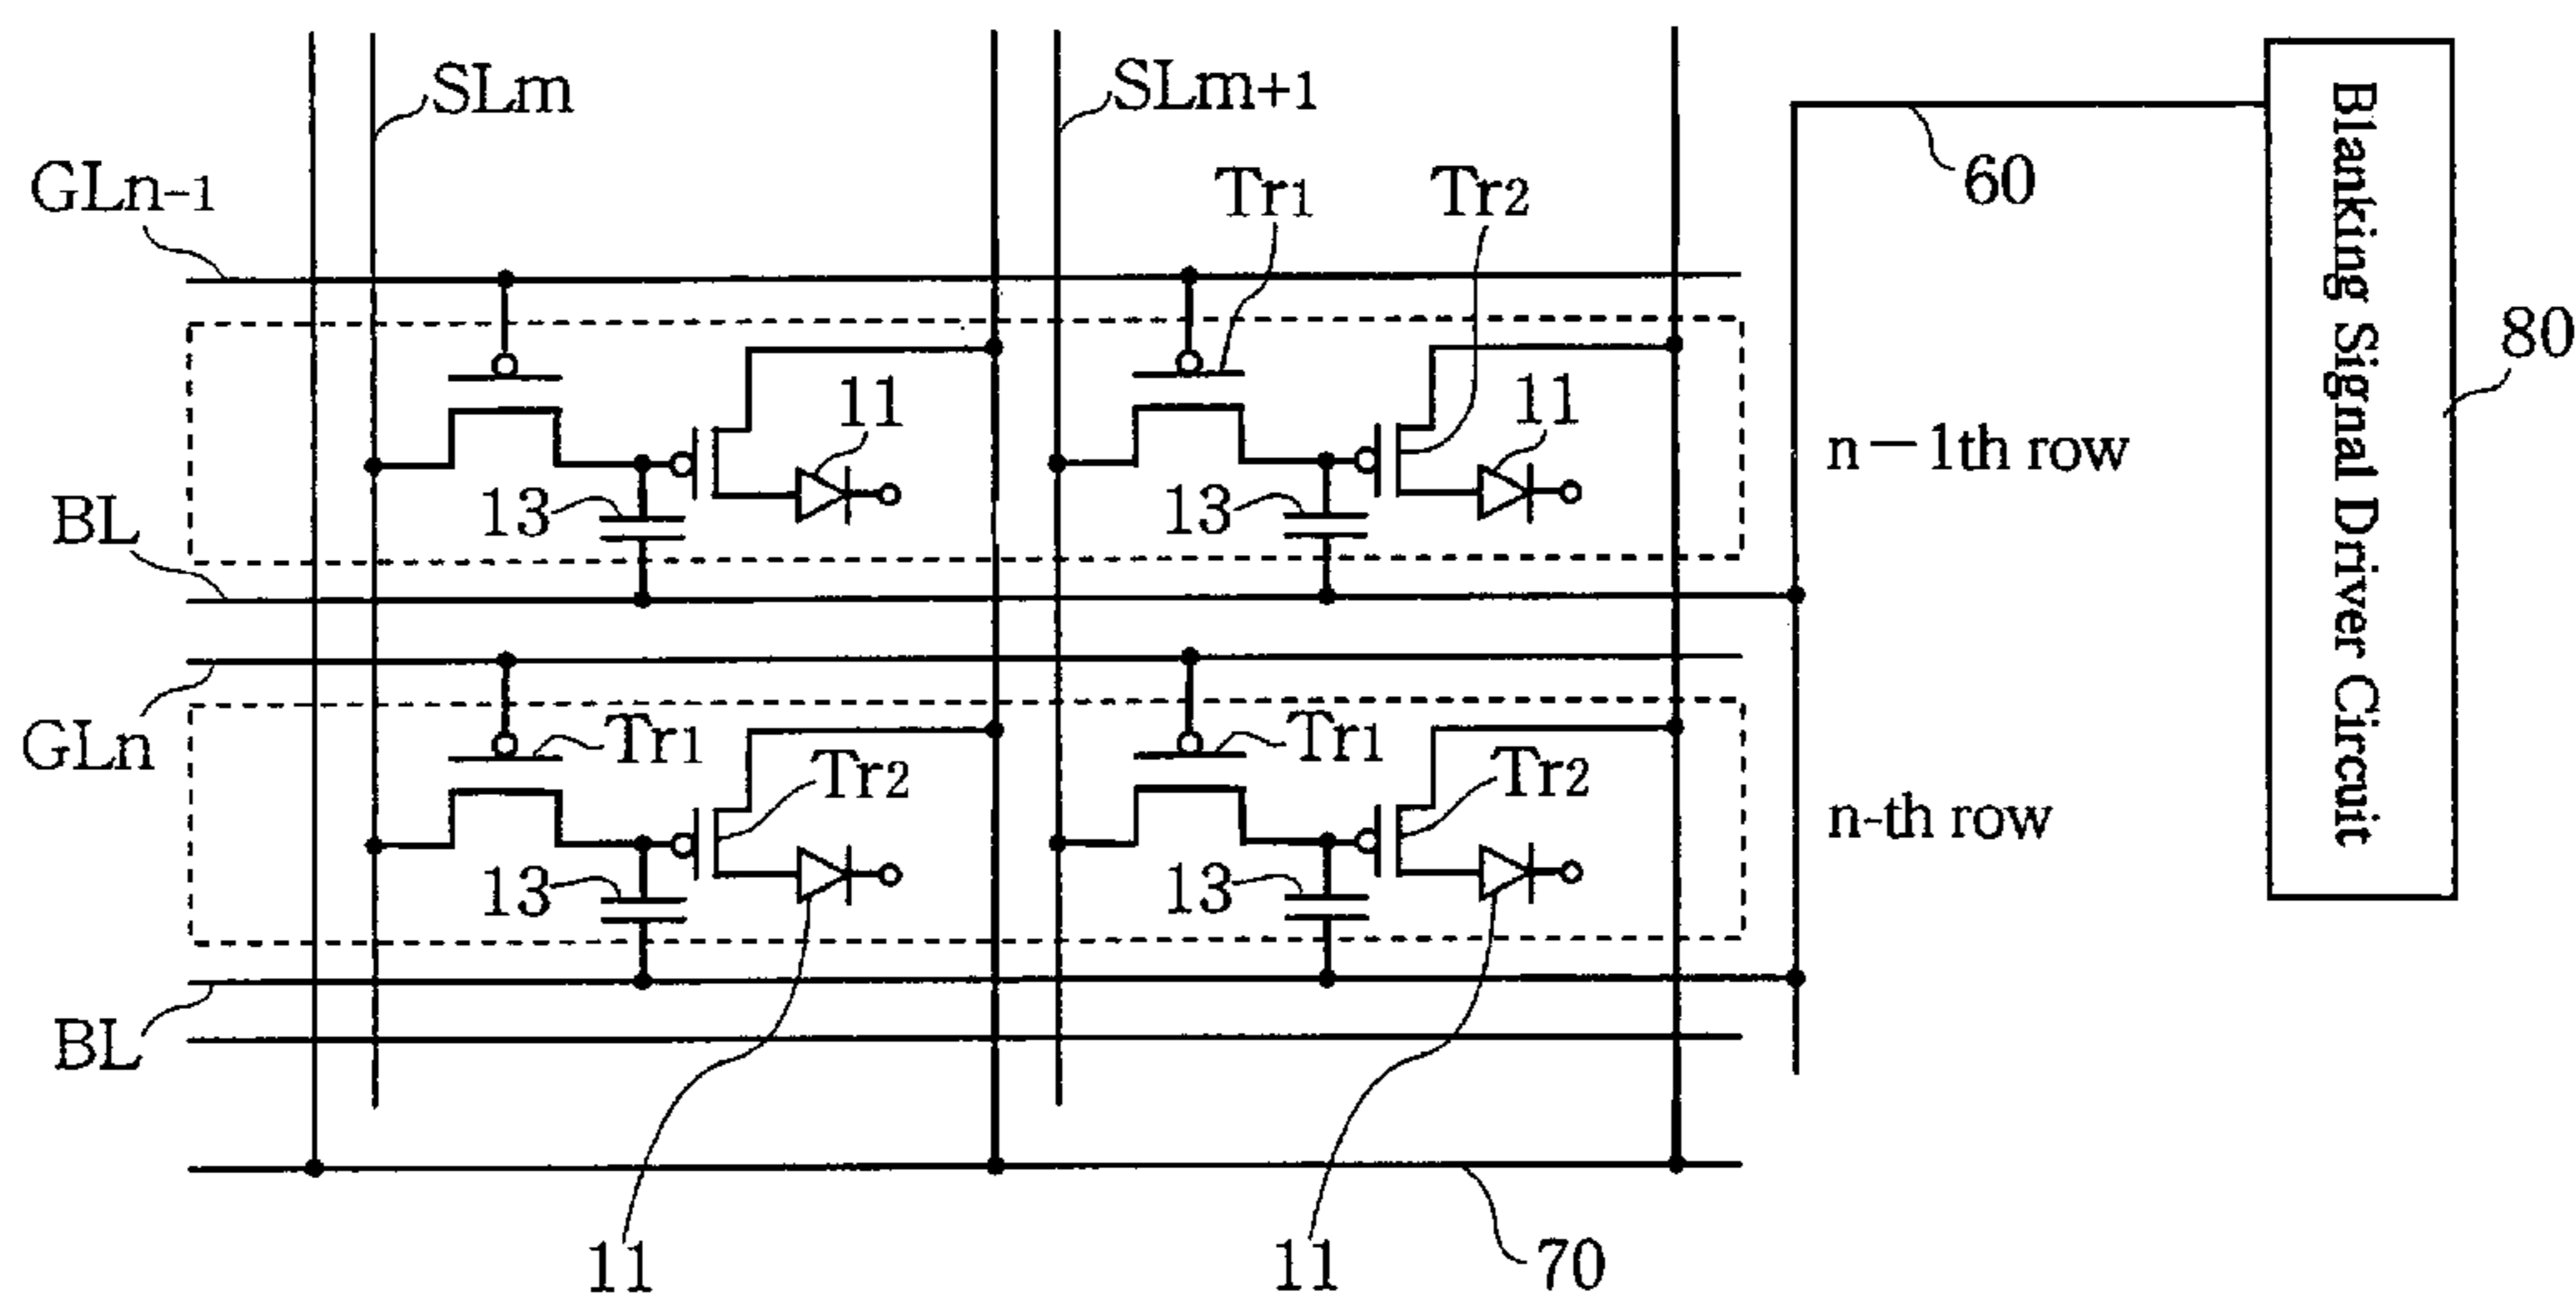 SLm
SLm+1
GLn-1
Tr1
Tr2
60
Blanking Signal Driver Circuit
80
11
11
n-1th row
13
13
BL
GLn
Tr1
Tr2
Tr1
Tr2
n-th row
13
13
BL
11
11
70